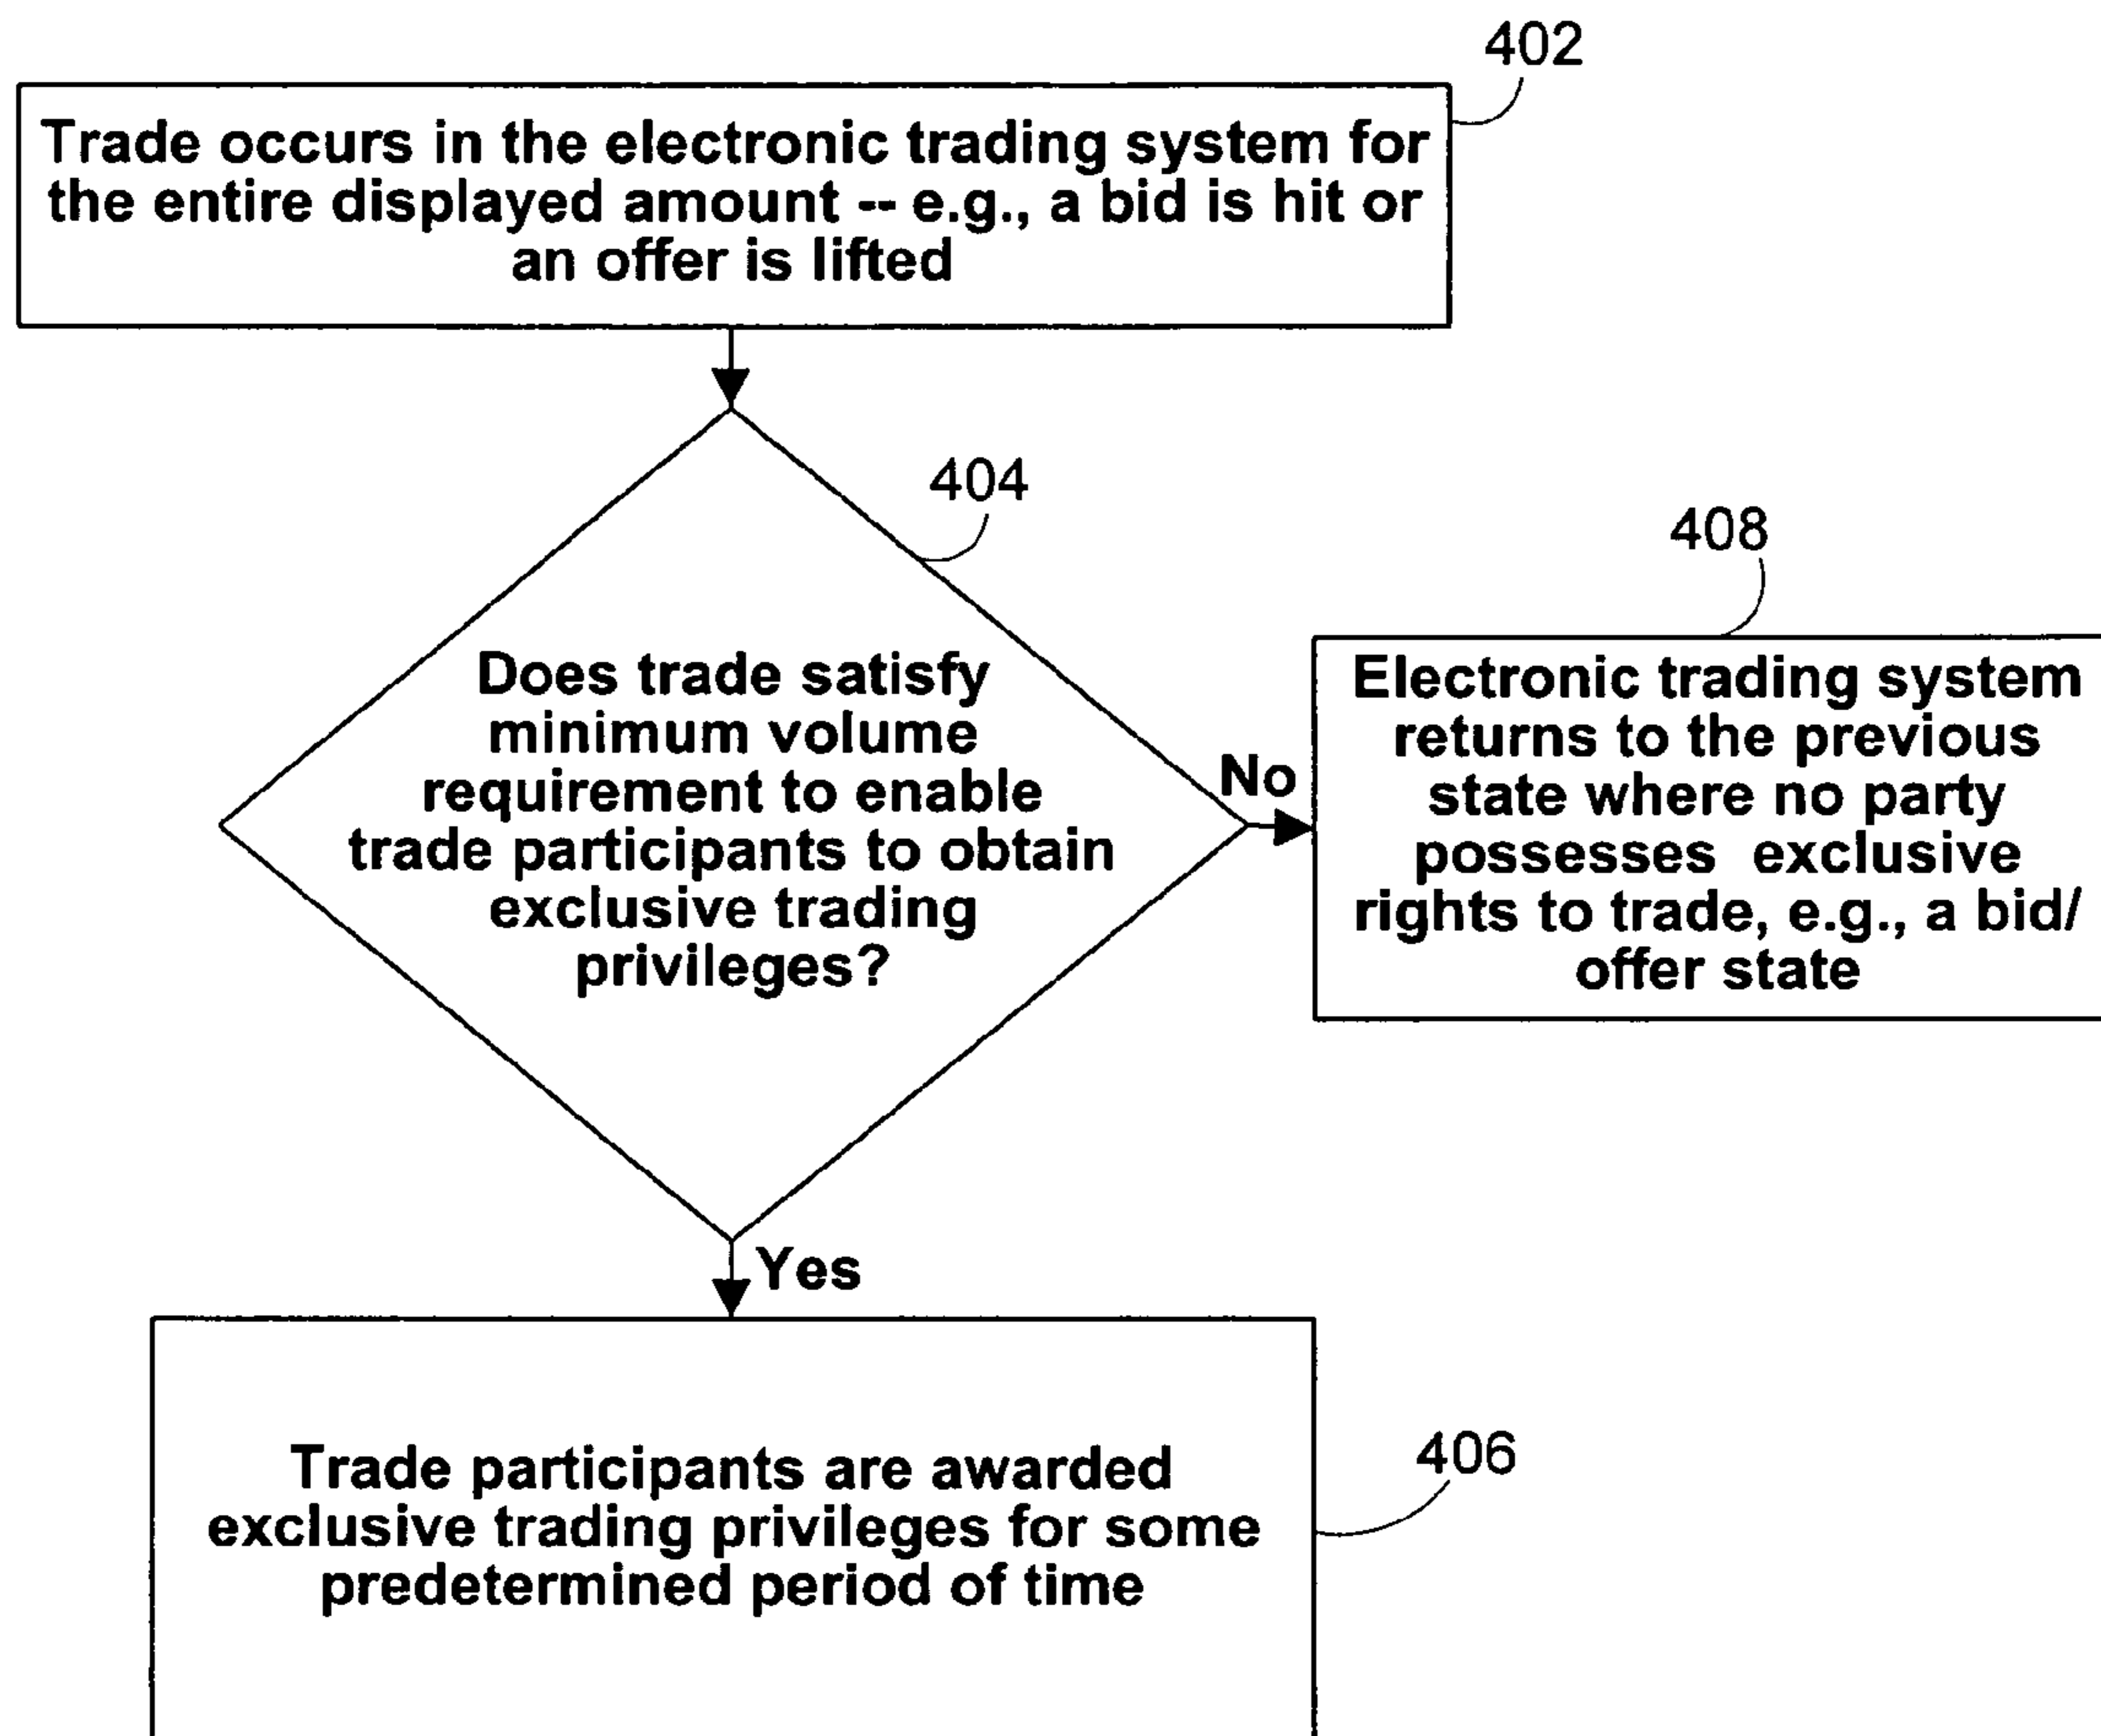 402
Trade occurs in the electronic trading system for
the entire displayed amount -- e.g., a bid is hit or
an offer is lifted
404
Does trade satisfy
minimum volume
requirement to enable
trade participants to obtain
exclusive trading
privileges?
No
408
Electronic trading system
returns to the previous
state where no party
possesses exclusive
rights to trade, e.g., a bid/
offer state
Yes
406
Trade participants are awarded
exclusive trading privileges for some
predetermined period of time